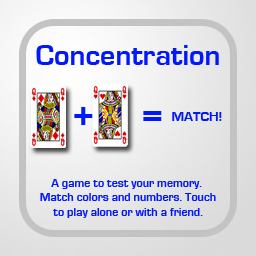 Concentration
Q Q
+ = MATCH!
A game to test your memory.
Match colors and numbers. Touch
to play alone or with a friend.